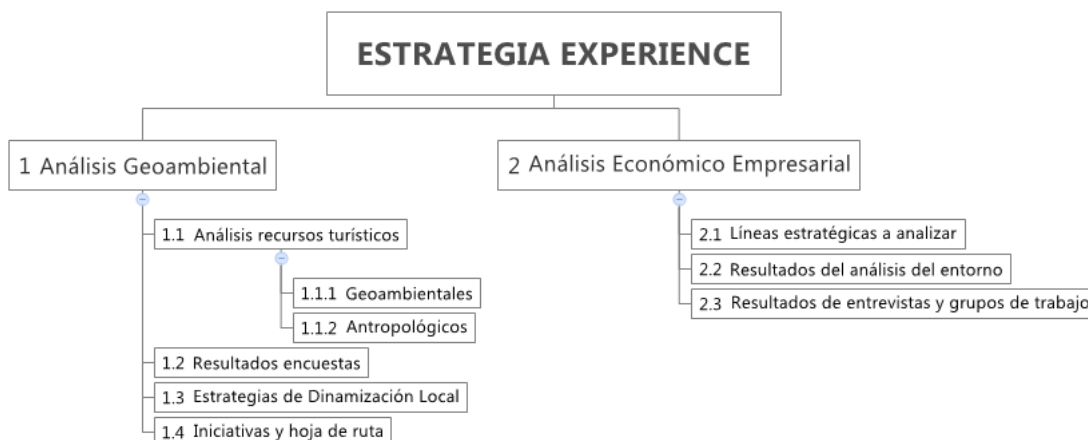 ESTRATEGIA EXPERIENCE
1 Análisis Geoambiental
2 Análisis Económico Empresarial
1.1 Análisis recursos turísticos
1.1.1 Geoambientales
1.1.2 Antropológicos
1.2 Resultados encuestas
1.3 Estrategias de Dinamización Local
1.4 Iniciativas y hoja de ruta
2.1 Líneas estratégicas a analizar
2.2 Resultados del análisis del entorno
2.3 Resultados de entrevistas y grupos de trabajo